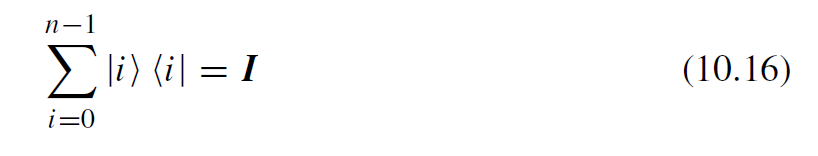 n−1
∑ |i⟩ ⟨i| = I (10.16)
i=0